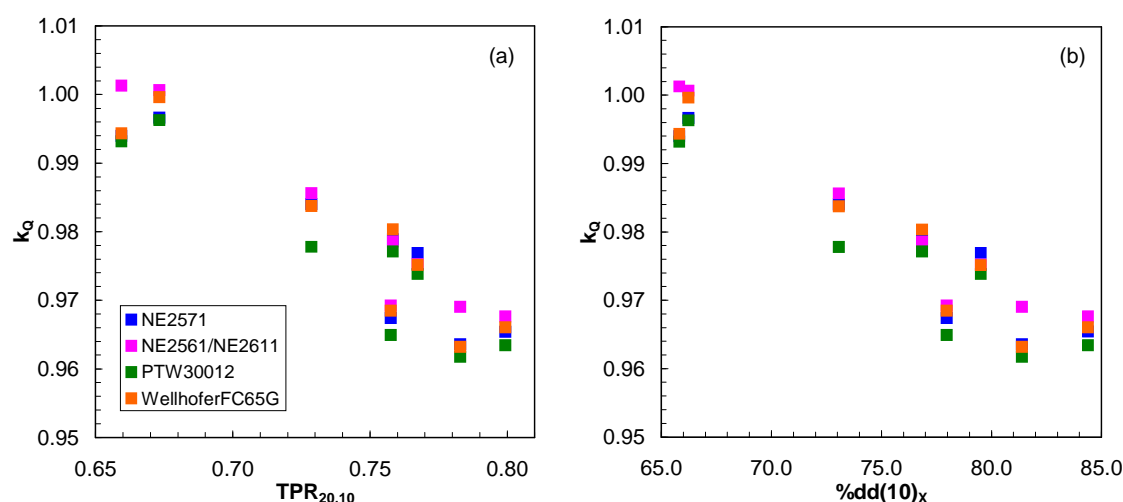 1.01
1.00
0.99
0.98
0.97
0.96
0.95
kQ
(a)
NE2571
NE2561/NE2611
PTW30012
WellhoferFC65G
0.65 0.70 0.75 0.80
TPR20,10
1.01
1.00
0.99
0.98
0.97
0.96
0.95
kQ
(b)
65.0 70.0 75.0 80.0 85.0
%dd(10)X